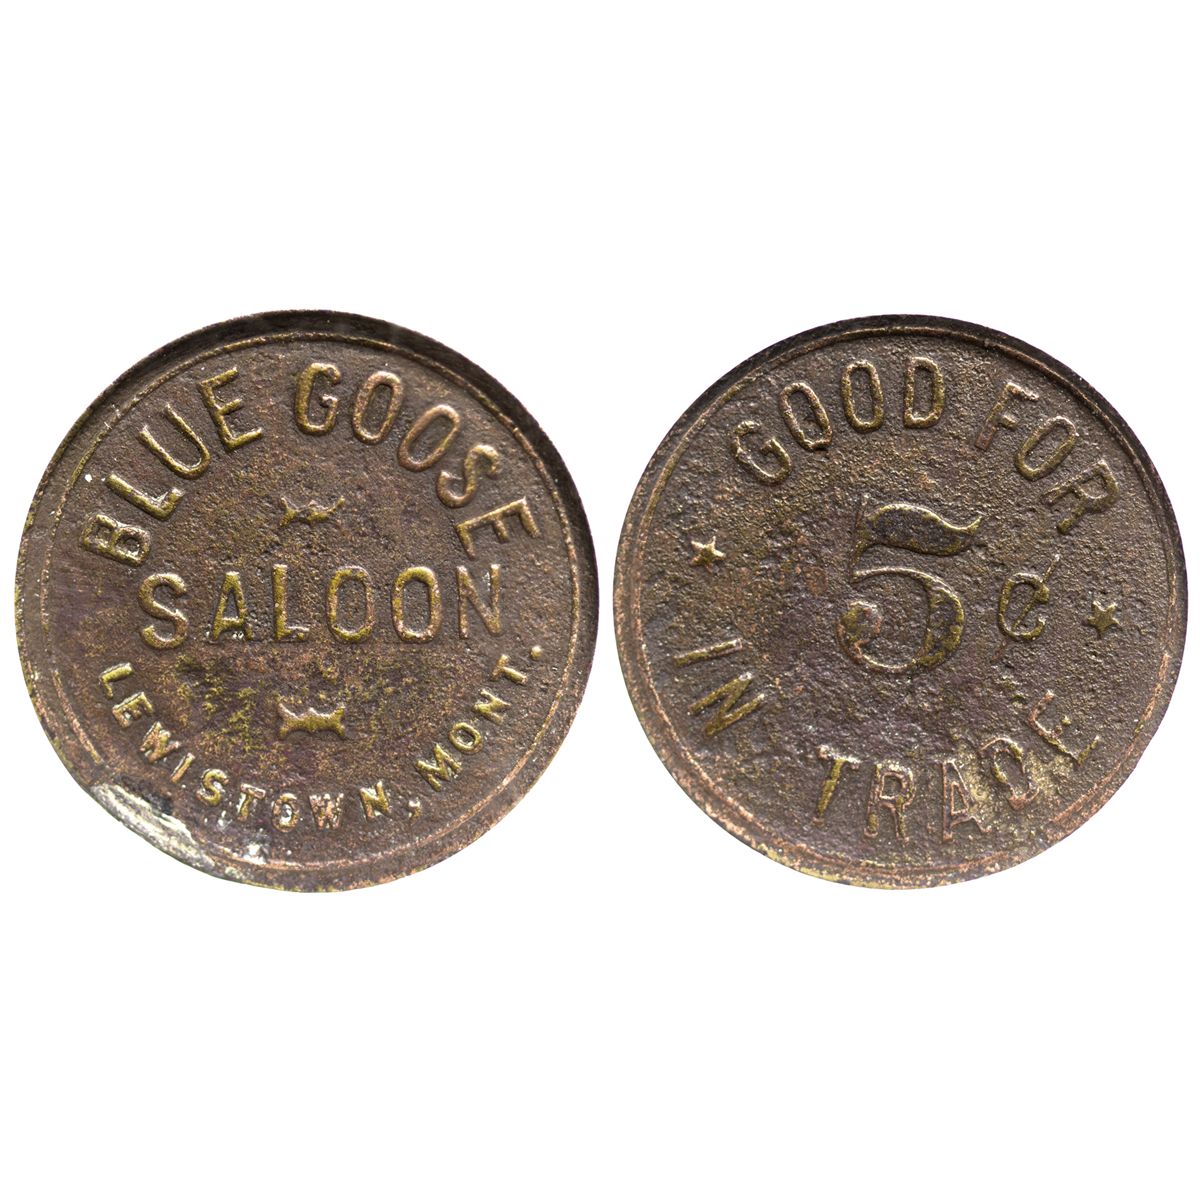 BLUE GOOSE
SALOON
LEWISTOWN, MONT.
GOOD FOR
5¢
IN TRADE